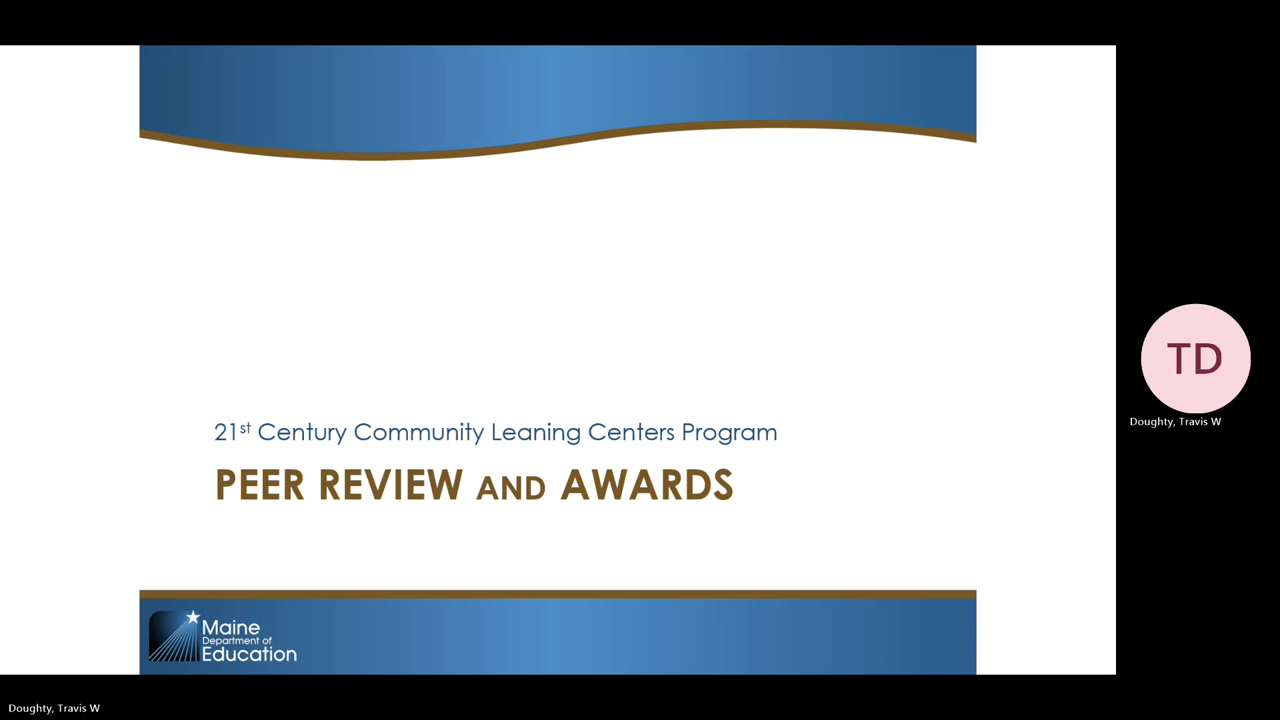 21st Century Community Leaning Centers Program
PEER REVIEW AND AWARDS
Maine
Department of
Education
TD
Doughty, Travis W
Doughty, Travis W